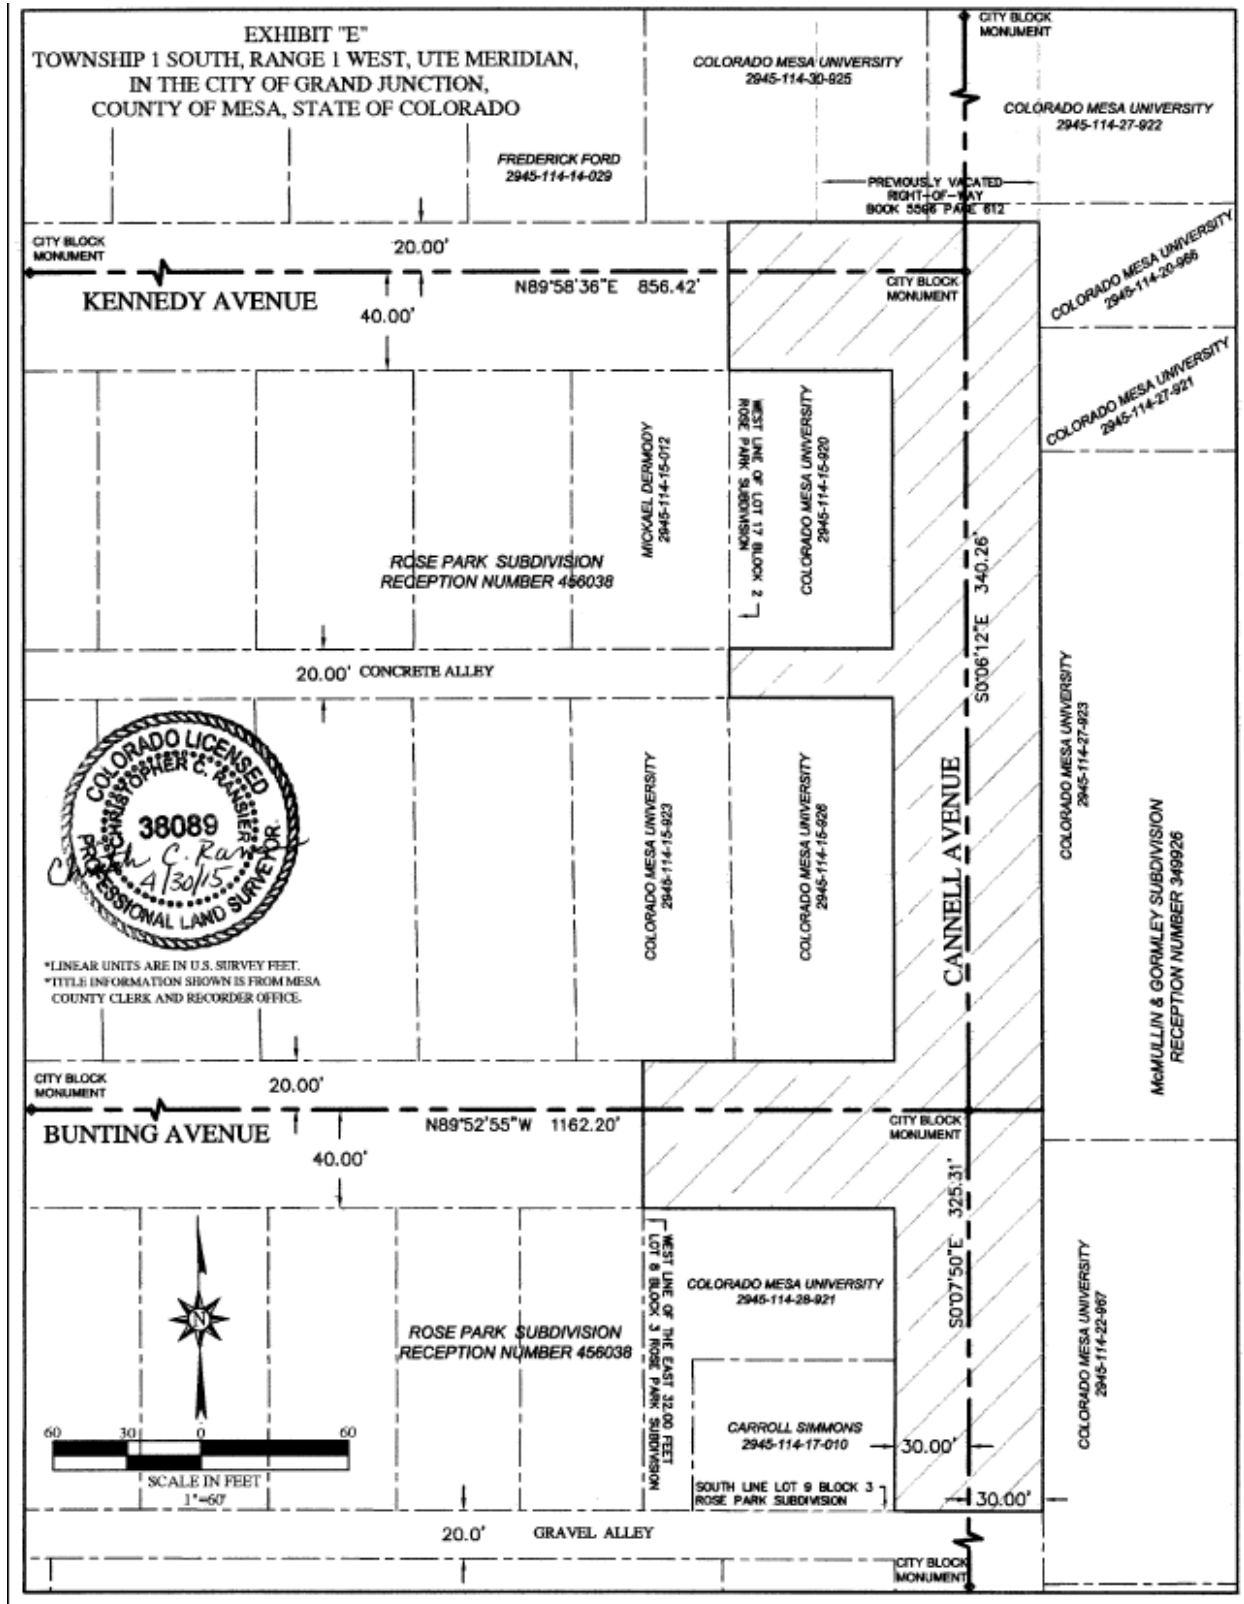 EXHIBIT "E"
TOWNSHIP 1 SOUTH, RANGE 1 WEST, UTE MERIDIAN,
IN THE CITY OF GRAND JUNCTION,
COUNTY OF MESA, STATE OF COLORADO
CITY BLOCK
MONUMENT
COLORADO MESA UNIVERSITY
2945-114-30-925
COLORADO MESA UNIVERSITY
2945-114-27-922
FREDERICK FORD
2945-114-14-029
PREVIOUSLY VACATED
RIGHT-OF-WAY
BOOK 5596 PAGE 612
CITY BLOCK
MONUMENT
20.00'
KENNEDY AVENUE
N89°58'36"E 856.42'
40.00'
CITY BLOCK
MONUMENT
COLORADO MESA UNIVERSITY
2945-114-20-966
COLORADO MESA UNIVERSITY
2945-114-27-921
MICKAEL DERMODY
2945-114-15-012
WEST LINE OF LOT 17 BLOCK 2
ROSE PARK SUBDIVISION
COLORADO MESA UNIVERSITY
2945-114-15-920
ROSE PARK SUBDIVISION
RECEPTION NUMBER 456038
S0°06'12"E 340.26'
20.00' CONCRETE ALLEY
COLORADO LICENSED
CHRISTOPHER C. RANSIER
38089
4/30/15
PROFESSIONAL LAND SURVEYOR
COLORADO MESA UNIVERSITY
2945-114-15-923
COLORADO MESA UNIVERSITY
2945-114-15-926
CANNELL AVENUE
COLORADO MESA UNIVERSITY
2945-114-27-923
McMULLIN & GORMLEY SUBDIVISION
RECEPTION NUMBER 349926
*LINEAR UNITS ARE IN U.S. SURVEY FEET.
*TITLE INFORMATION SHOWN IS FROM MESA
COUNTY CLERK AND RECORDER OFFICE.
CITY BLOCK
MONUMENT
20.00'
BUNTING AVENUE
N89°52'55"W 1162.20'
40.00'
CITY BLOCK
MONUMENT
S0°07'50"E 325.31'
N
WEST LINE OF THE EAST 32.00 FEET
LOT 8 BLOCK 3 ROSE PARK SUBDIVISION
COLORADO MESA UNIVERSITY
2945-114-28-921
ROSE PARK SUBDIVISION
RECEPTION NUMBER 456038
COLORADO MESA UNIVERSITY
2945-114-22-967
CARROLL SIMMONS
2945-114-17-010
30.00'
60 30 0 60
SCALE IN FEET
1"=60'
SOUTH LINE LOT 9 BLOCK 3
ROSE PARK SUBDIVISION
30.00'
20.0' GRAVEL ALLEY
CITY BLOCK
MONUMENT